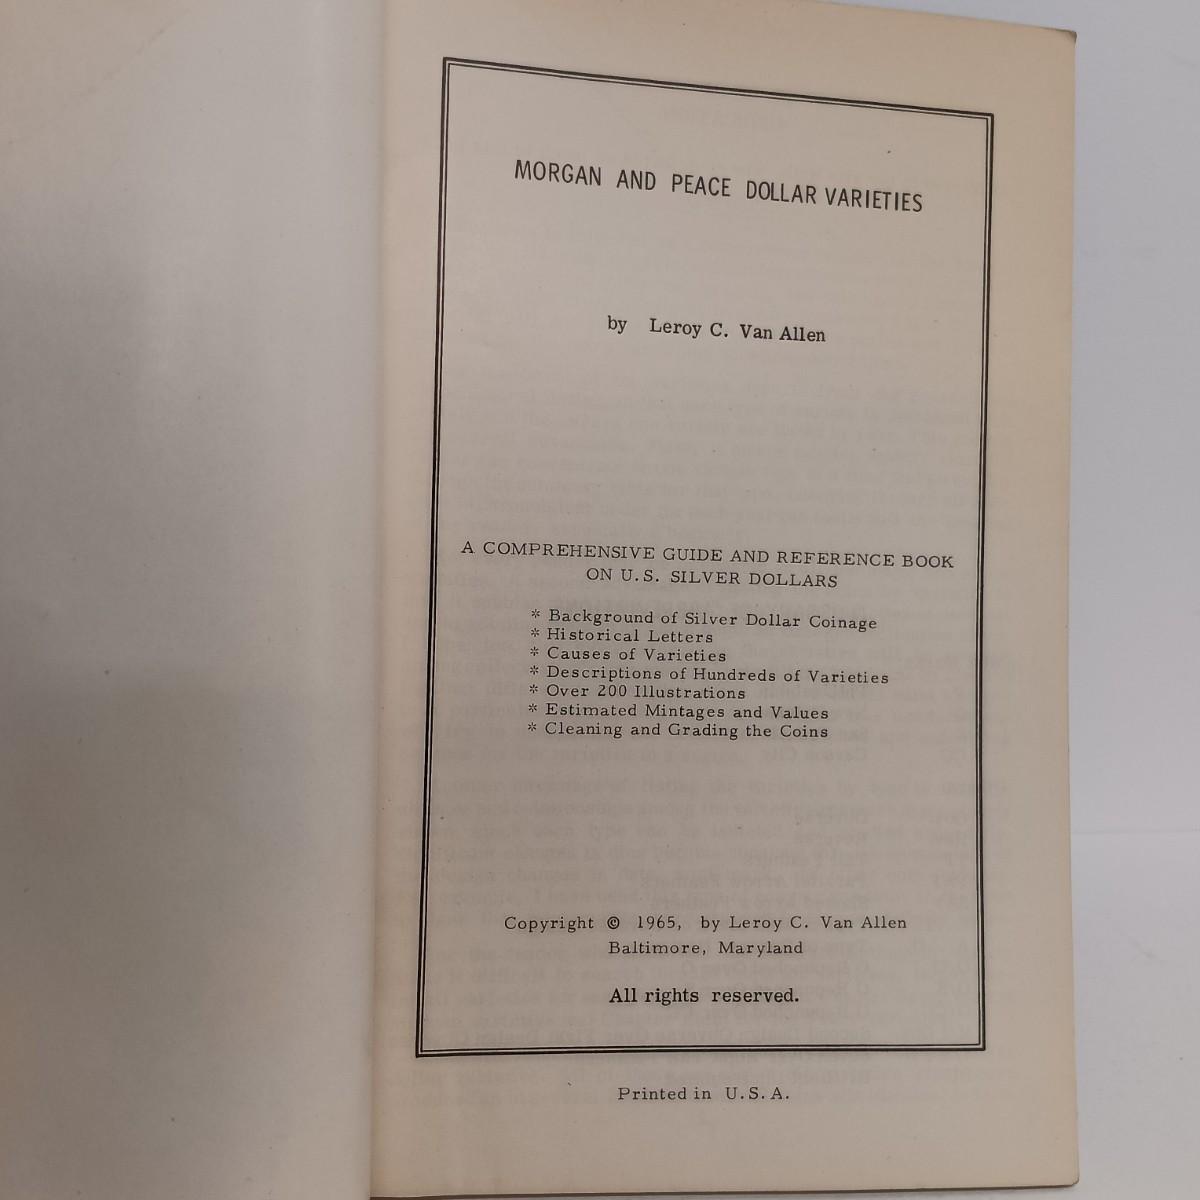 MORGAN AND PEACE DOLLAR VARIETIES
by Leroy C. Van Allen
A COMPREHENSIVE GUIDE AND REFERENCE BOOK
ON U.S. SILVER DOLLARS
* Background of Silver Dollar Coinage
* Historical Letters
* Causes of Varieties
* Descriptions of Hundreds of Varieties
* Over 200 Illustrations
* Estimated Mintages and Values
* Cleaning and Grading the Coins
Copyright © 1965, by Leroy C. Van Allen
Baltimore, Maryland
All rights reserved.
Printed in U.S.A.